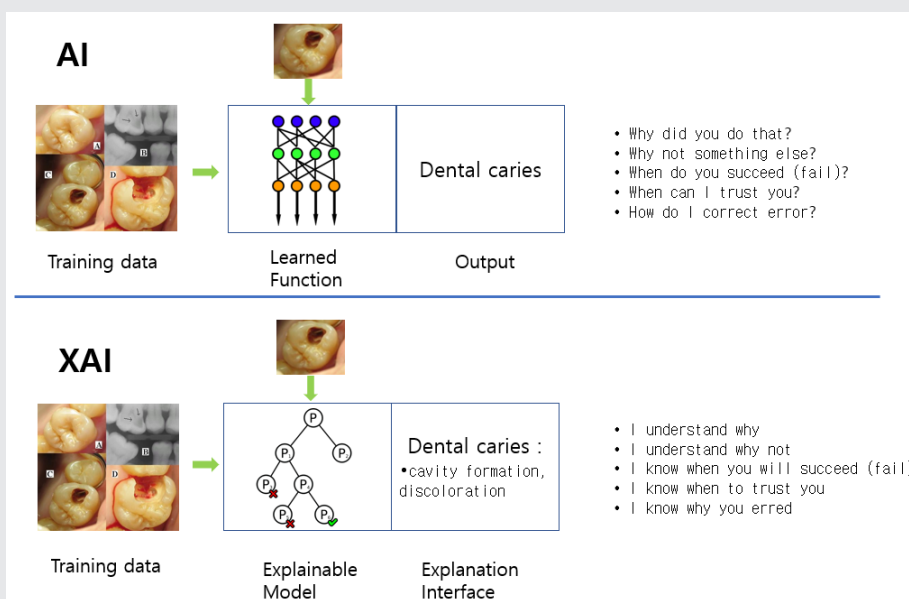 AI
A
B
C
D
Training data
Learned
Function
Dental caries
Output
• Why did you do that?
• Why not something else?
• When do you succeed (fail)?
• When can I trust you?
• How do I correct error?
XAI
A
B
C
D
Training data
P
P
P
P
P
P
P
Explainable
Model
Dental caries :
•cavity formation,
discoloration
Explanation
Interface
• I understand why
• I understand why not
• I know when you will succeed (fail)
• I know when to trust you
• I know why you erred